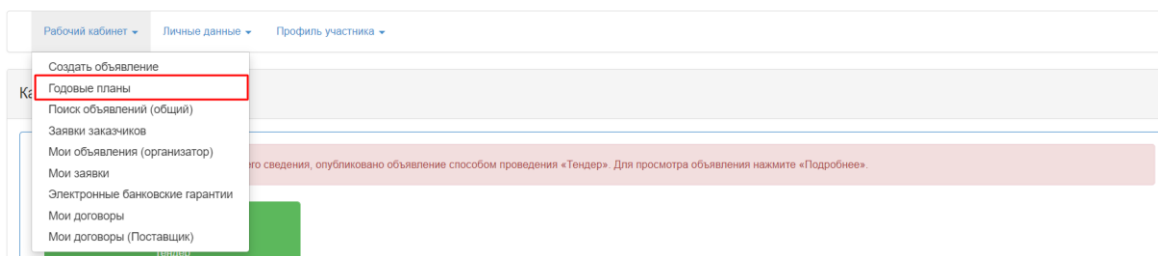 Рабочий кабинет Личные данные Профиль участника
Создать объявление
Годовые планы
Поиск объявлений (общий)
Заявки заказчиков
Мои объявления (организатор)
сведения, опубликовано объявление способом проведения «Тендер». Для просмотра объявления нажмите «Подробнее».
Мои заявки
Электронные банковские гарантии
Мои договоры
Мои договоры (Поставщик)
Тендер